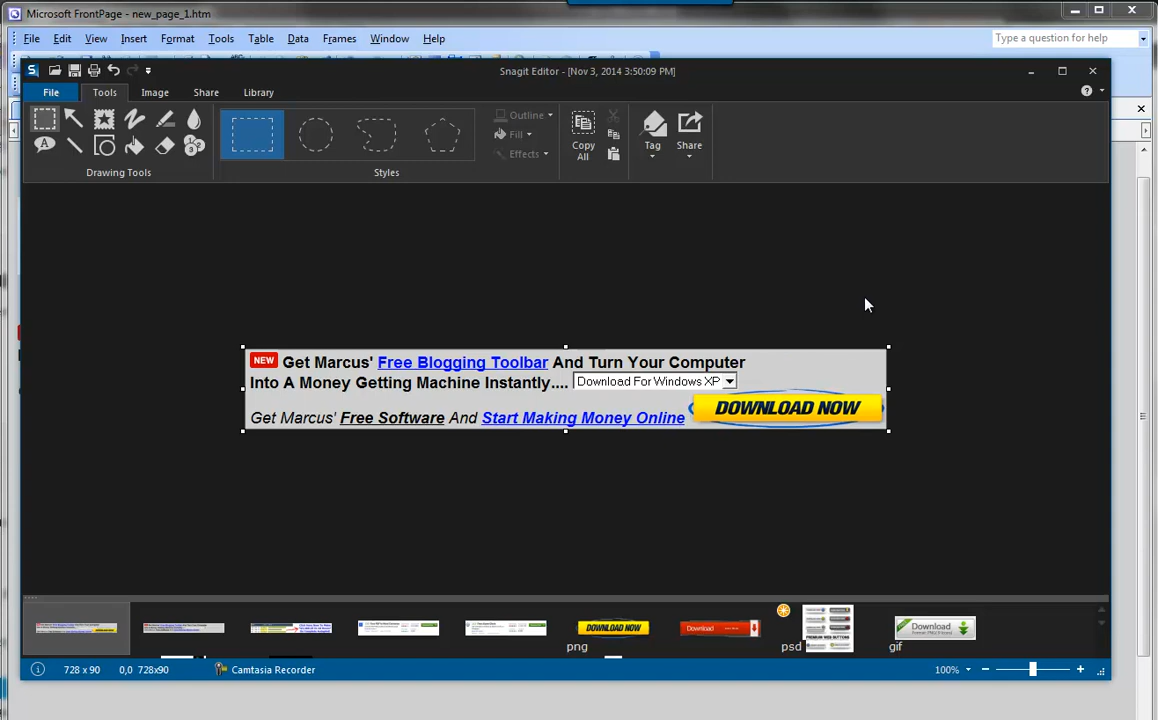 Microsoft FrontPage - new_page_1.htm
File Edit View Insert Format Tools Table Data Frames Window Help
Type a question for help
Snagit Editor - [Nov 3, 2014 3:50:09 PM]
File Tools Image Share Library
Outline
Fill
Effects
Copy All
Tag
Share
Drawing Tools
Styles
NEW Get Marcus' Free Blogging Toolbar And Turn Your Computer
Into A Money Getting Machine Instantly.... Download For Windows XP
Get Marcus' Free Software And Start Making Money Online DOWNLOAD NOW
DOWNLOAD NOW
Download
Download
png
psd
gif
728 x 90 0,0 728x90 Camtasia Recorder
100%